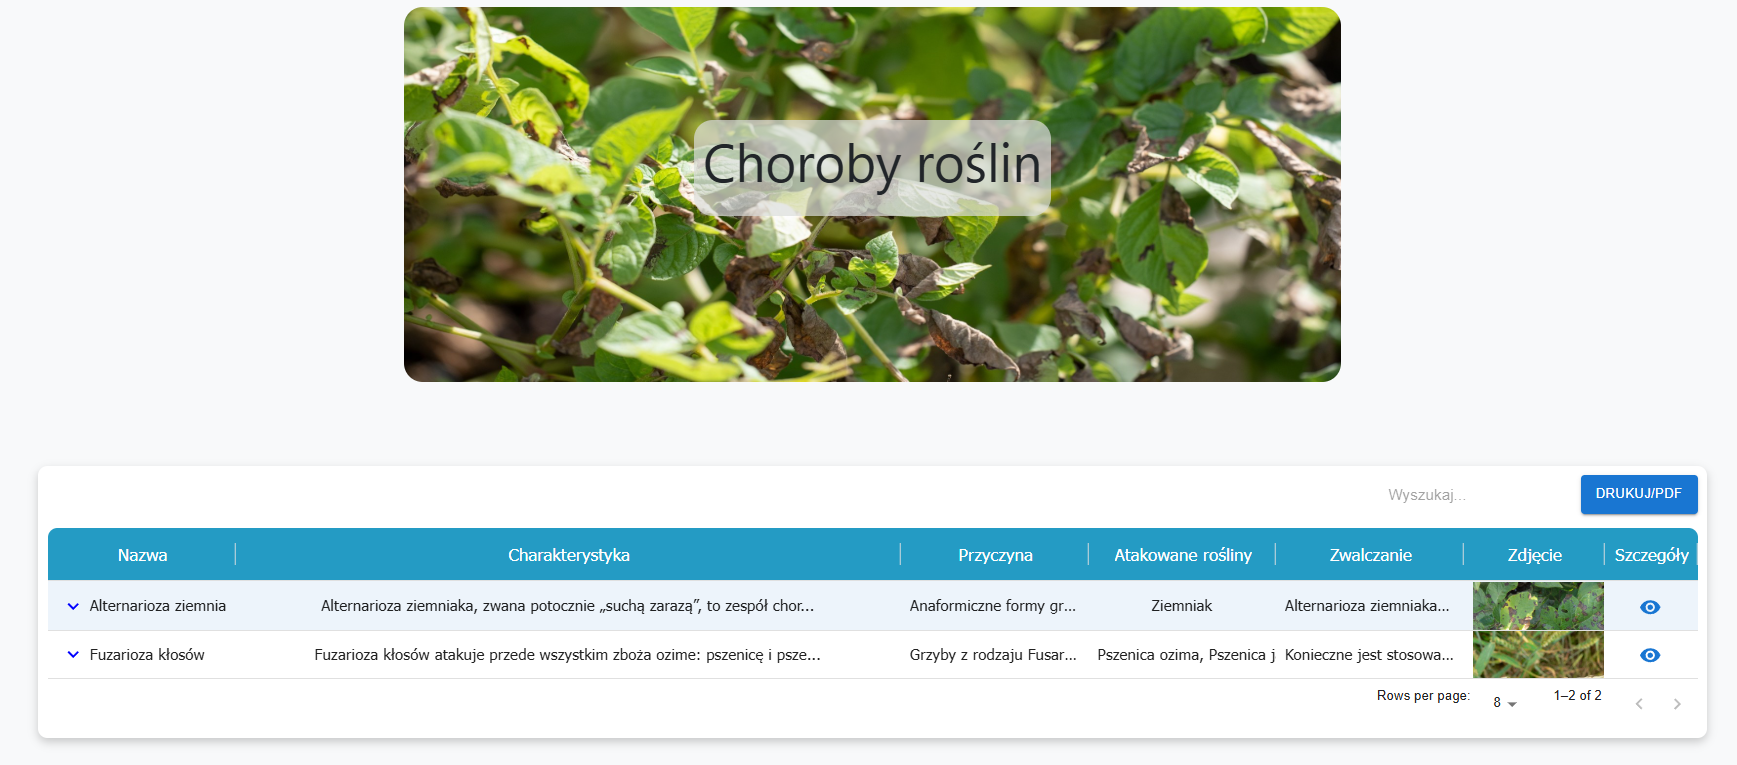 Choroby roślin
Wyszukaj...
DRUKUJ/PDF
Nazwa Charakterystyka Przyczyna Atakowane rośliny Zwalczanie Zdjęcie Szczegóły
Alternarioza ziemnia Alternarioza ziemniaka, zwana potocznie „suchą zarazą”, to zespół chor... Anaformiczne formy gr... Ziemniak Alternarioza ziemniaka...
Fuzarioza kłosów Fuzarioza kłosów atakuje przede wszystkim zboża ozime: pszenicę i psze... Grzyby z rodzaju Fusar... Pszenica ozima, Pszenica j Konieczne jest stosowa...
Rows per page: 8 1–2 of 2